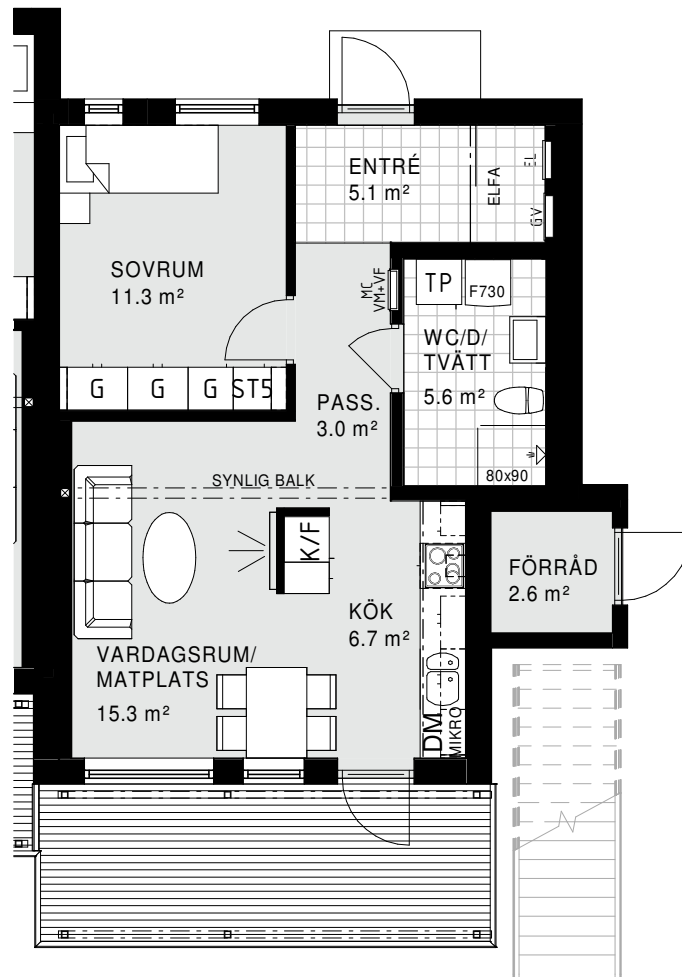 ENTRÉ
5.1 m²
ELFA
EL
GV
SOVRUM
11.3 m²
MC
VM+VF
TP
F730
WC/D/
TVÄTT
5.6 m²
G
G
G
ST5
PASS.
3.0 m²
80x90
SYNLIG BALK
K/F
FÖRRÅD
2.6 m²
KÖK
6.7 m²
VARDAGSRUM/
MATPLATS
15.3 m²
DM
MIKRO